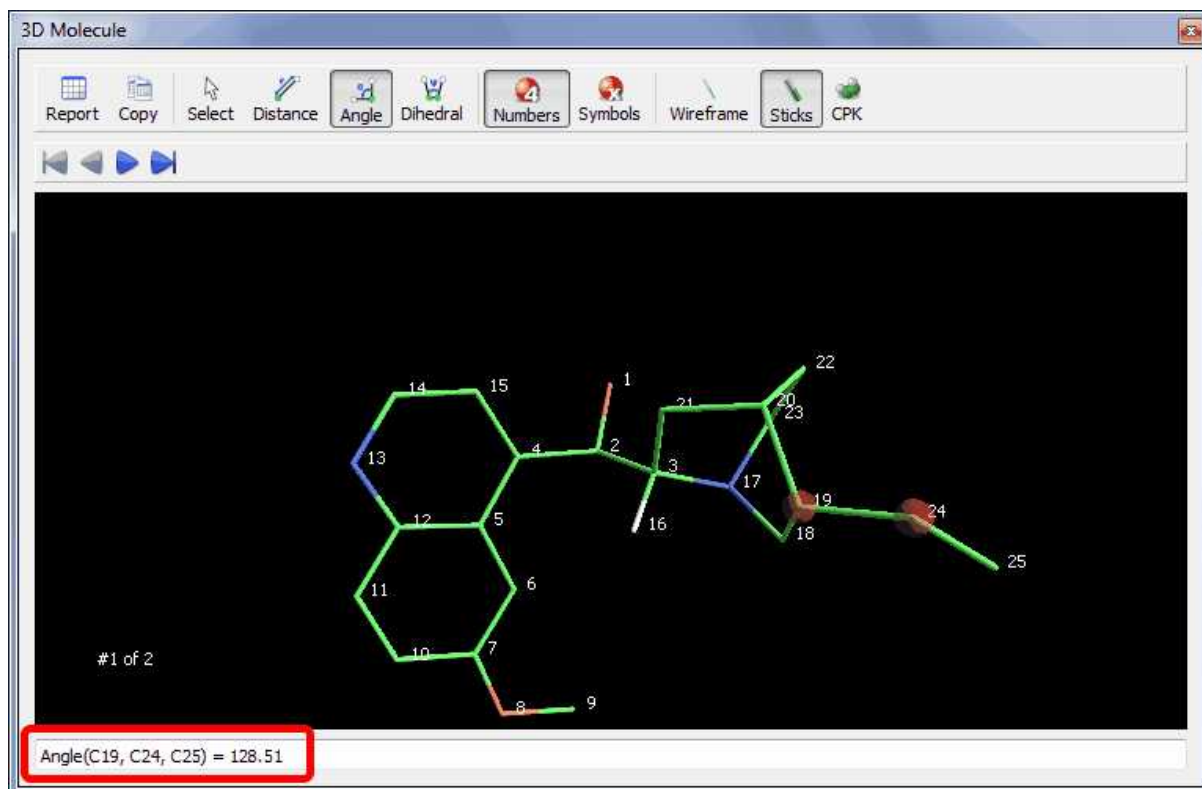 3D Molecule
Report Copy Select Distance Angle Dihedral Numbers Symbols Wireframe Sticks CPK
22
1
14 15
21 20
23
4 2
13 3
17
19 24
12 5 16
18
25
11 6
7
#1 of 2 10
8 9
Angle(C19, C24, C25) = 128.51